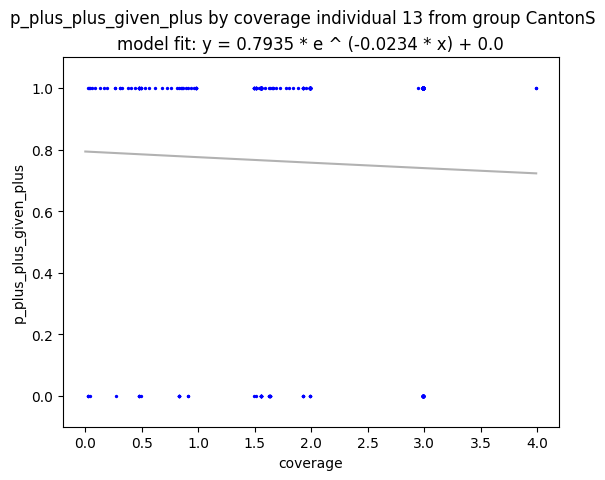 p_plus_plus_given_plus by coverage individual 13 from group CantonS
model fit: y = 0.7935 * e ^ (-0.0234 * x) + 0.0
1.0
0.8
0.6
0.4
0.2
0.0
p_plus_plus_given_plus
0.0 0.5 1.0 1.5 2.0 2.5 3.0 3.5 4.0
coverage